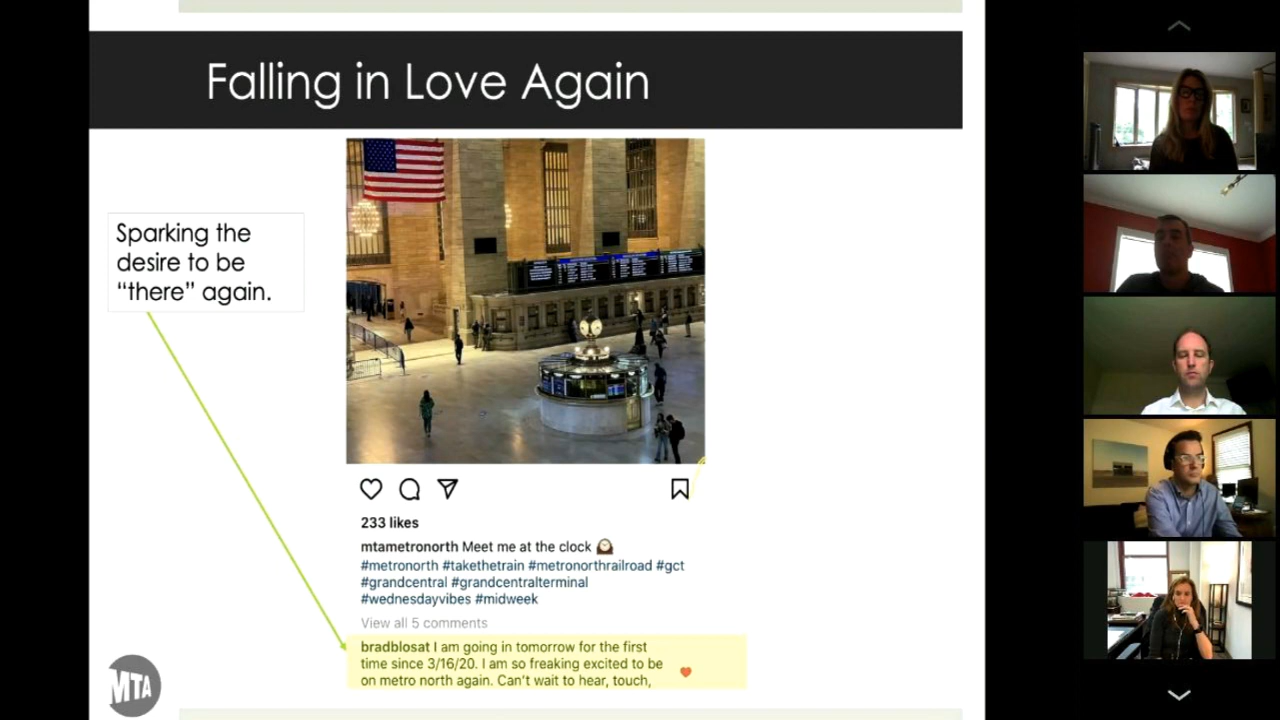 Falling in Love Again
Sparking the
desire to be
“there” again.
233 likes
mtametronorth Meet me at the clock 🕰️
#metronorth #takethetrain #metronorthrailroad #gct
#grandcentral #grandcentralterminal
#wednesdayvibes #midweek
View all 5 comments
bradblosat I am going in tomorrow for the first
time since 3/16/20. I am so freaking excited to be
on metro north again. Can’t wait to hear, touch,
MTA